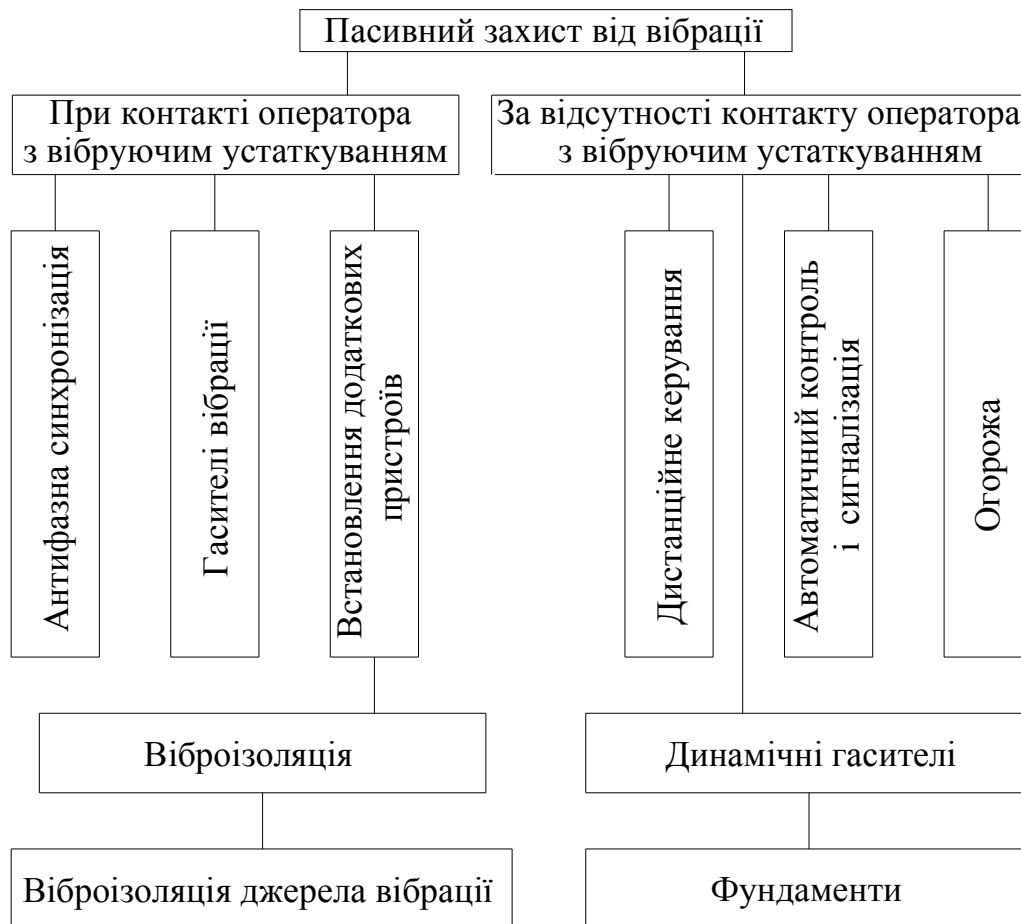 Пасивний захист від вібрації
При контакті оператора
з вібруючим устаткуванням
За відсутності контакту оператора
з вібруючим устаткуванням
Антифазна синхронізація
Гасителі вібрації
Встановлення додаткових
пристроїв
Дистанційне керування
Автоматичний контроль
і сигналізація
Огорожа
Віброізоляція
Динамічні гасителі
Віброізоляція джерела вібрації
Фундаменти